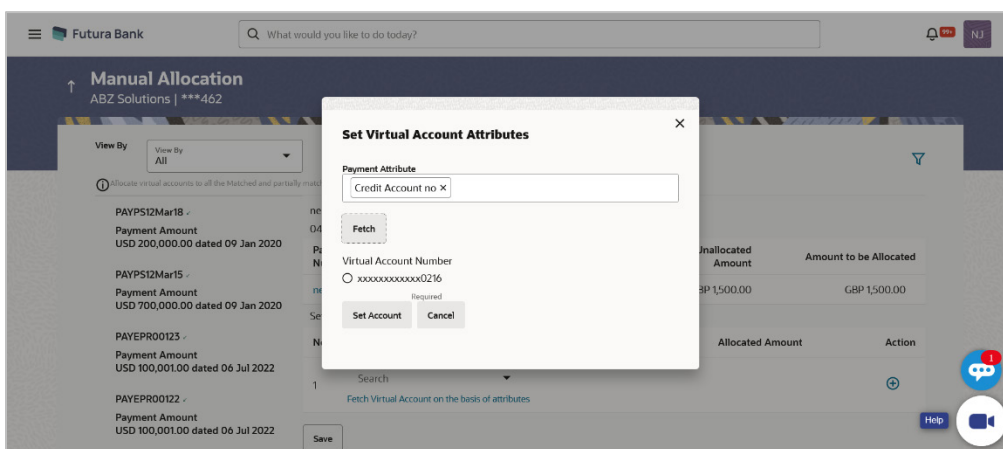 Futura Bank
What would you like to do today?
99+
NJ
Manual Allocation
ABZ Solutions | ***462
View By
View By
All
Allocate virtual accounts to all the Matched and partially match
PAYPS12Mar18
Payment Amount
USD 200,000.00 dated 09 Jan 2020
PAYPS12Mar15
Payment Amount
USD 700,000.00 dated 09 Jan 2020
PAYEPR00123
Payment Amount
USD 100,001.00 dated 06 Jul 2022
PAYEPR00122
Payment Amount
USD 100,001.00 dated 06 Jul 2022
ne
04
Pa
N
ne
Se
N
Set Virtual Account Attributes
Payment Attribute
Credit Account no ×
Fetch
Virtual Account Number
xxxxxxxxxxxx0216
Required
Set Account Cancel
Unallocated
Amount
Amount to be Allocated
BP 1,500.00
GBP 1,500.00
Allocated Amount
Action
1
Search
Fetch Virtual Account on the basis of attributes
Save
1
Help